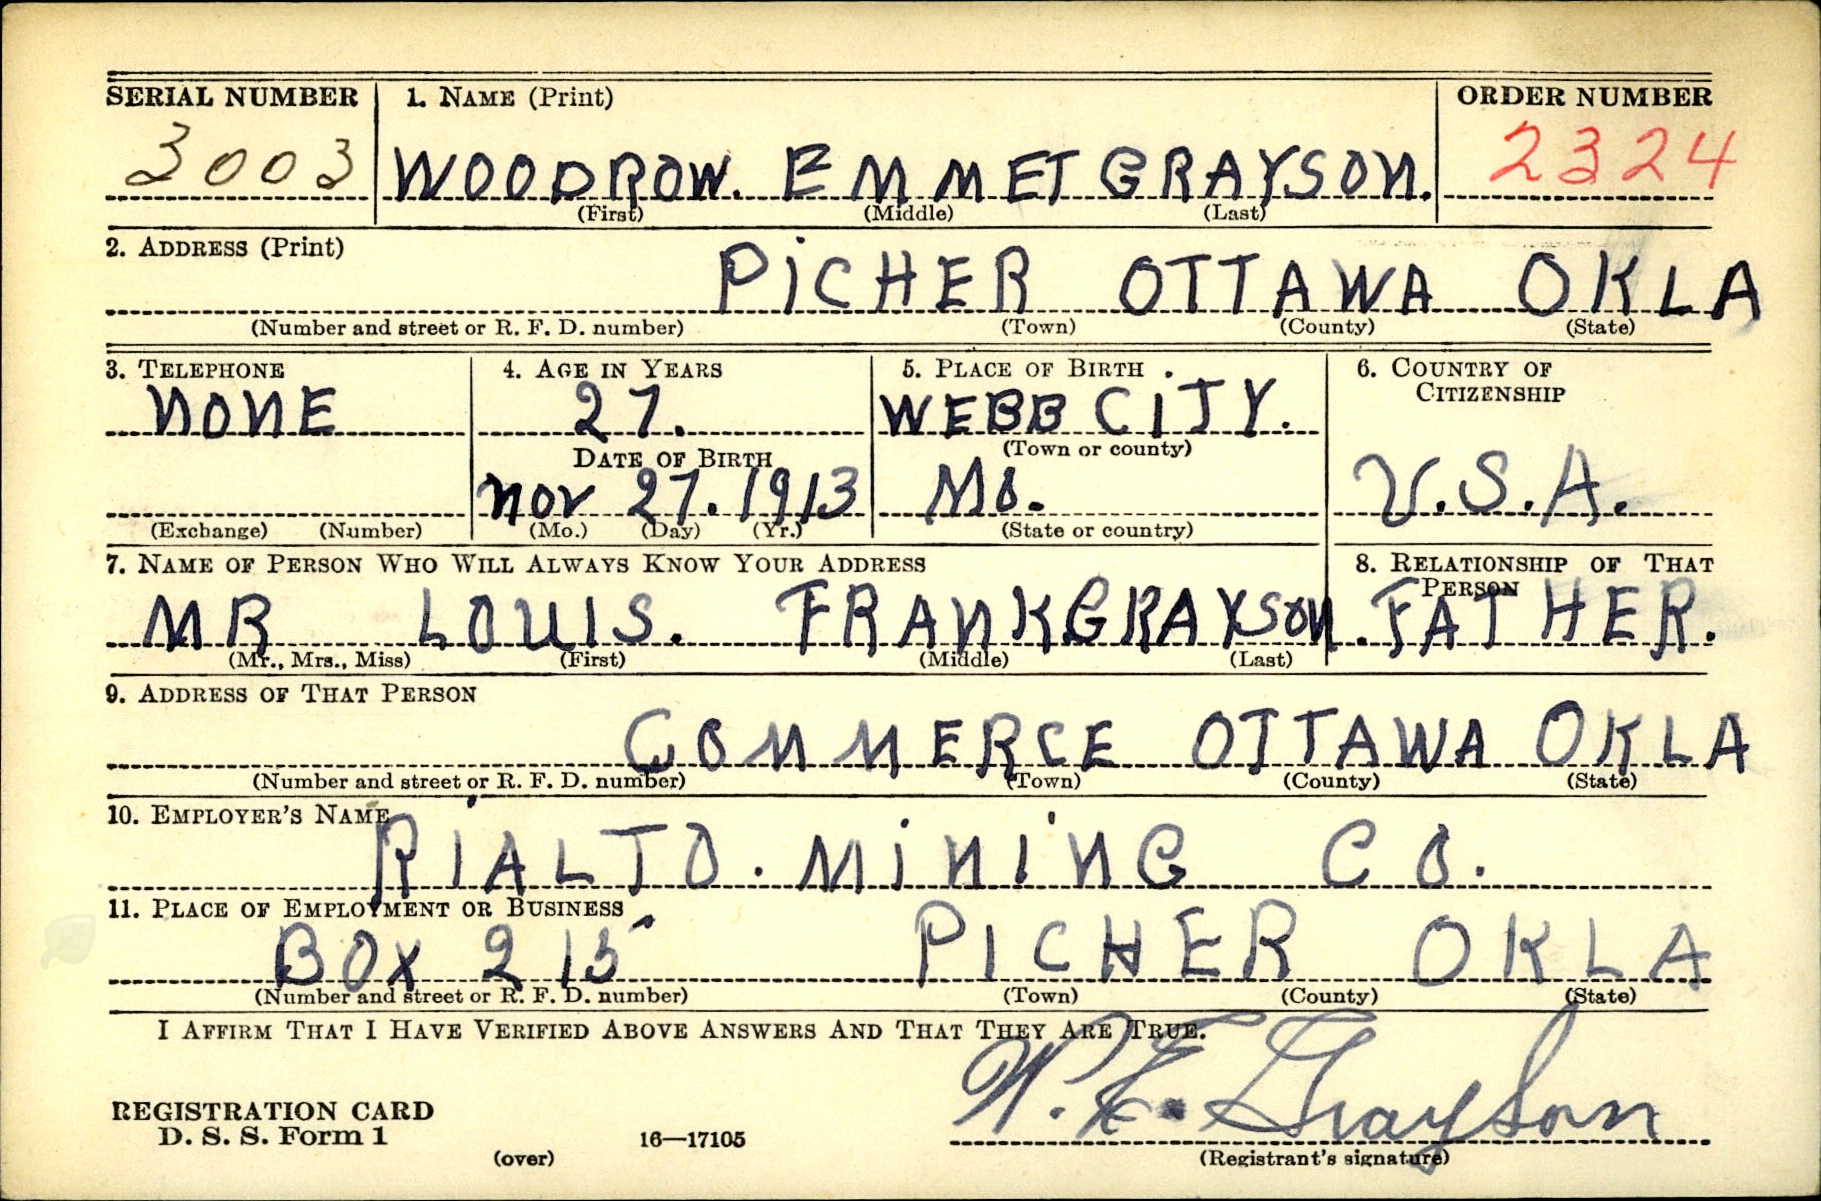 SERIAL NUMBER 1. NAME (Print) ORDER NUMBER
3003 WOODROW. EMMET GRAYSON. 2324
(First) (Middle) (Last)
2. ADDRESS (Print)
PICHER OTTAWA OKLA
(Number and street or R. F. D. number) (Town) (County) (State)
3. TELEPHONE 4. AGE IN YEARS 5. PLACE OF BIRTH 6. COUNTRY OF
CITIZENSHIP
NONE 27. WEBB CITY.
DATE OF BIRTH (Town or county)
Nov 27. 1913 Mo. U.S.A.
(Exchange) (Number) (Mo.) (Day) (Yr.) (State or country)
7. NAME OF PERSON WHO WILL ALWAYS KNOW YOUR ADDRESS 8. RELATIONSHIP OF THAT
PERSON
MR LOUIS. FRANK GRAYSON. FATHER.
(Mr., Mrs., Miss) (First) (Middle) (Last)
9. ADDRESS OF THAT PERSON
COMMERCE OTTAWA OKLA
(Number and street or R. F. D. number) (Town) (County) (State)
10. EMPLOYER'S NAME
RIALTO. MINING CO.
11. PLACE OF EMPLOYMENT OR BUSINESS
BOX 215 PICHER OKLA
(Number and street or R. F. D. number) (Town) (County) (State)
I AFFIRM THAT I HAVE VERIFIED ABOVE ANSWERS AND THAT THEY ARE TRUE.
W. E. Grayson
REGISTRATION CARD
D. S. S. Form 1 16—17105
(over) (Registrant's signature)